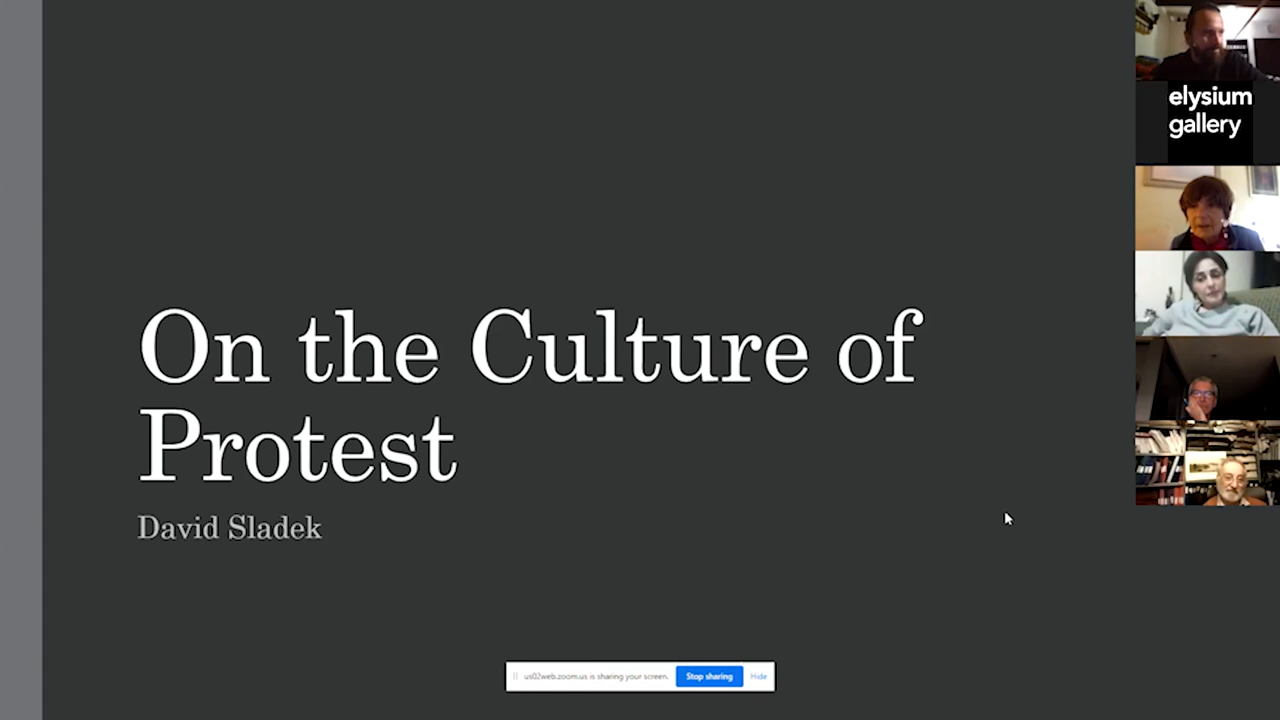 On the Culture of
Protest
David Sladek
elysium
gallery
us02web.zoom.us is sharing your screen.
Stop sharing
Hide